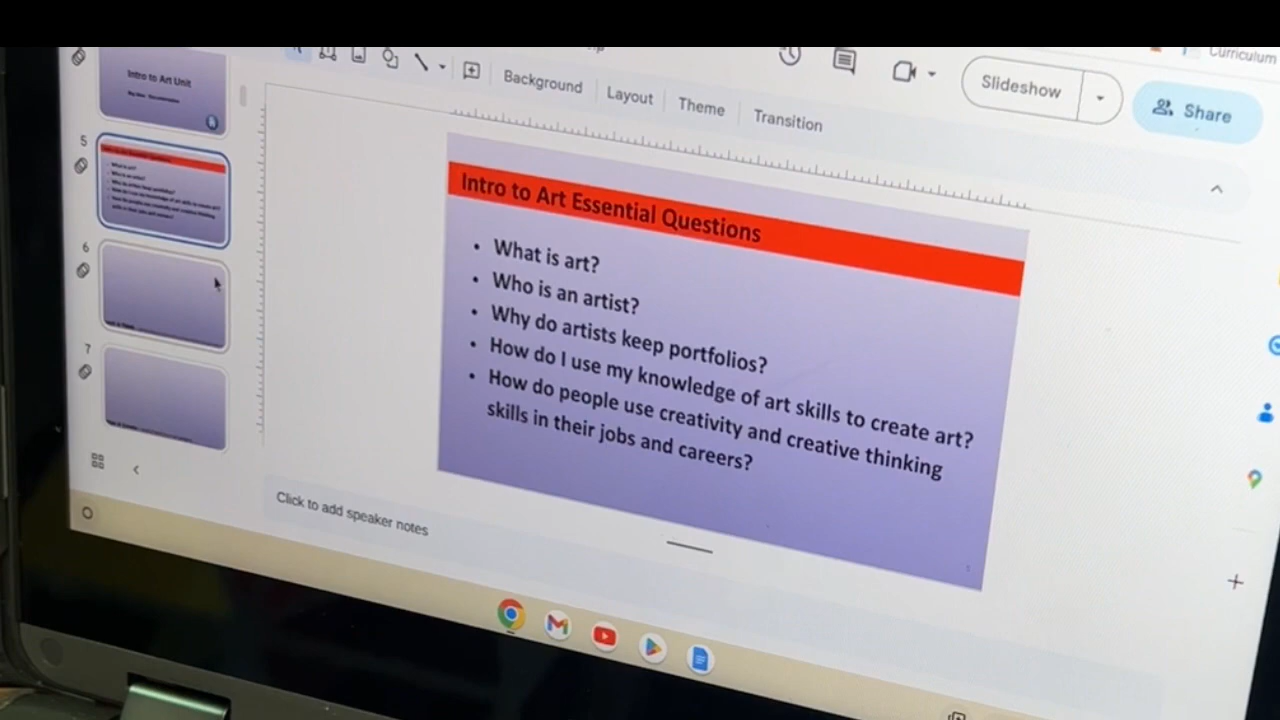 Curriculum
Background
Layout
Theme
Transition
Slideshow
Share
Intro to Art Unit
5
6
7
Intro to Art Essential Questions
• What is art?
• Who is an artist?
• Why do artists keep portfolios?
• How do I use my knowledge of art skills to create art?
• How do people use creativity and creative thinking
skills in their jobs and careers?
Click to add speaker notes